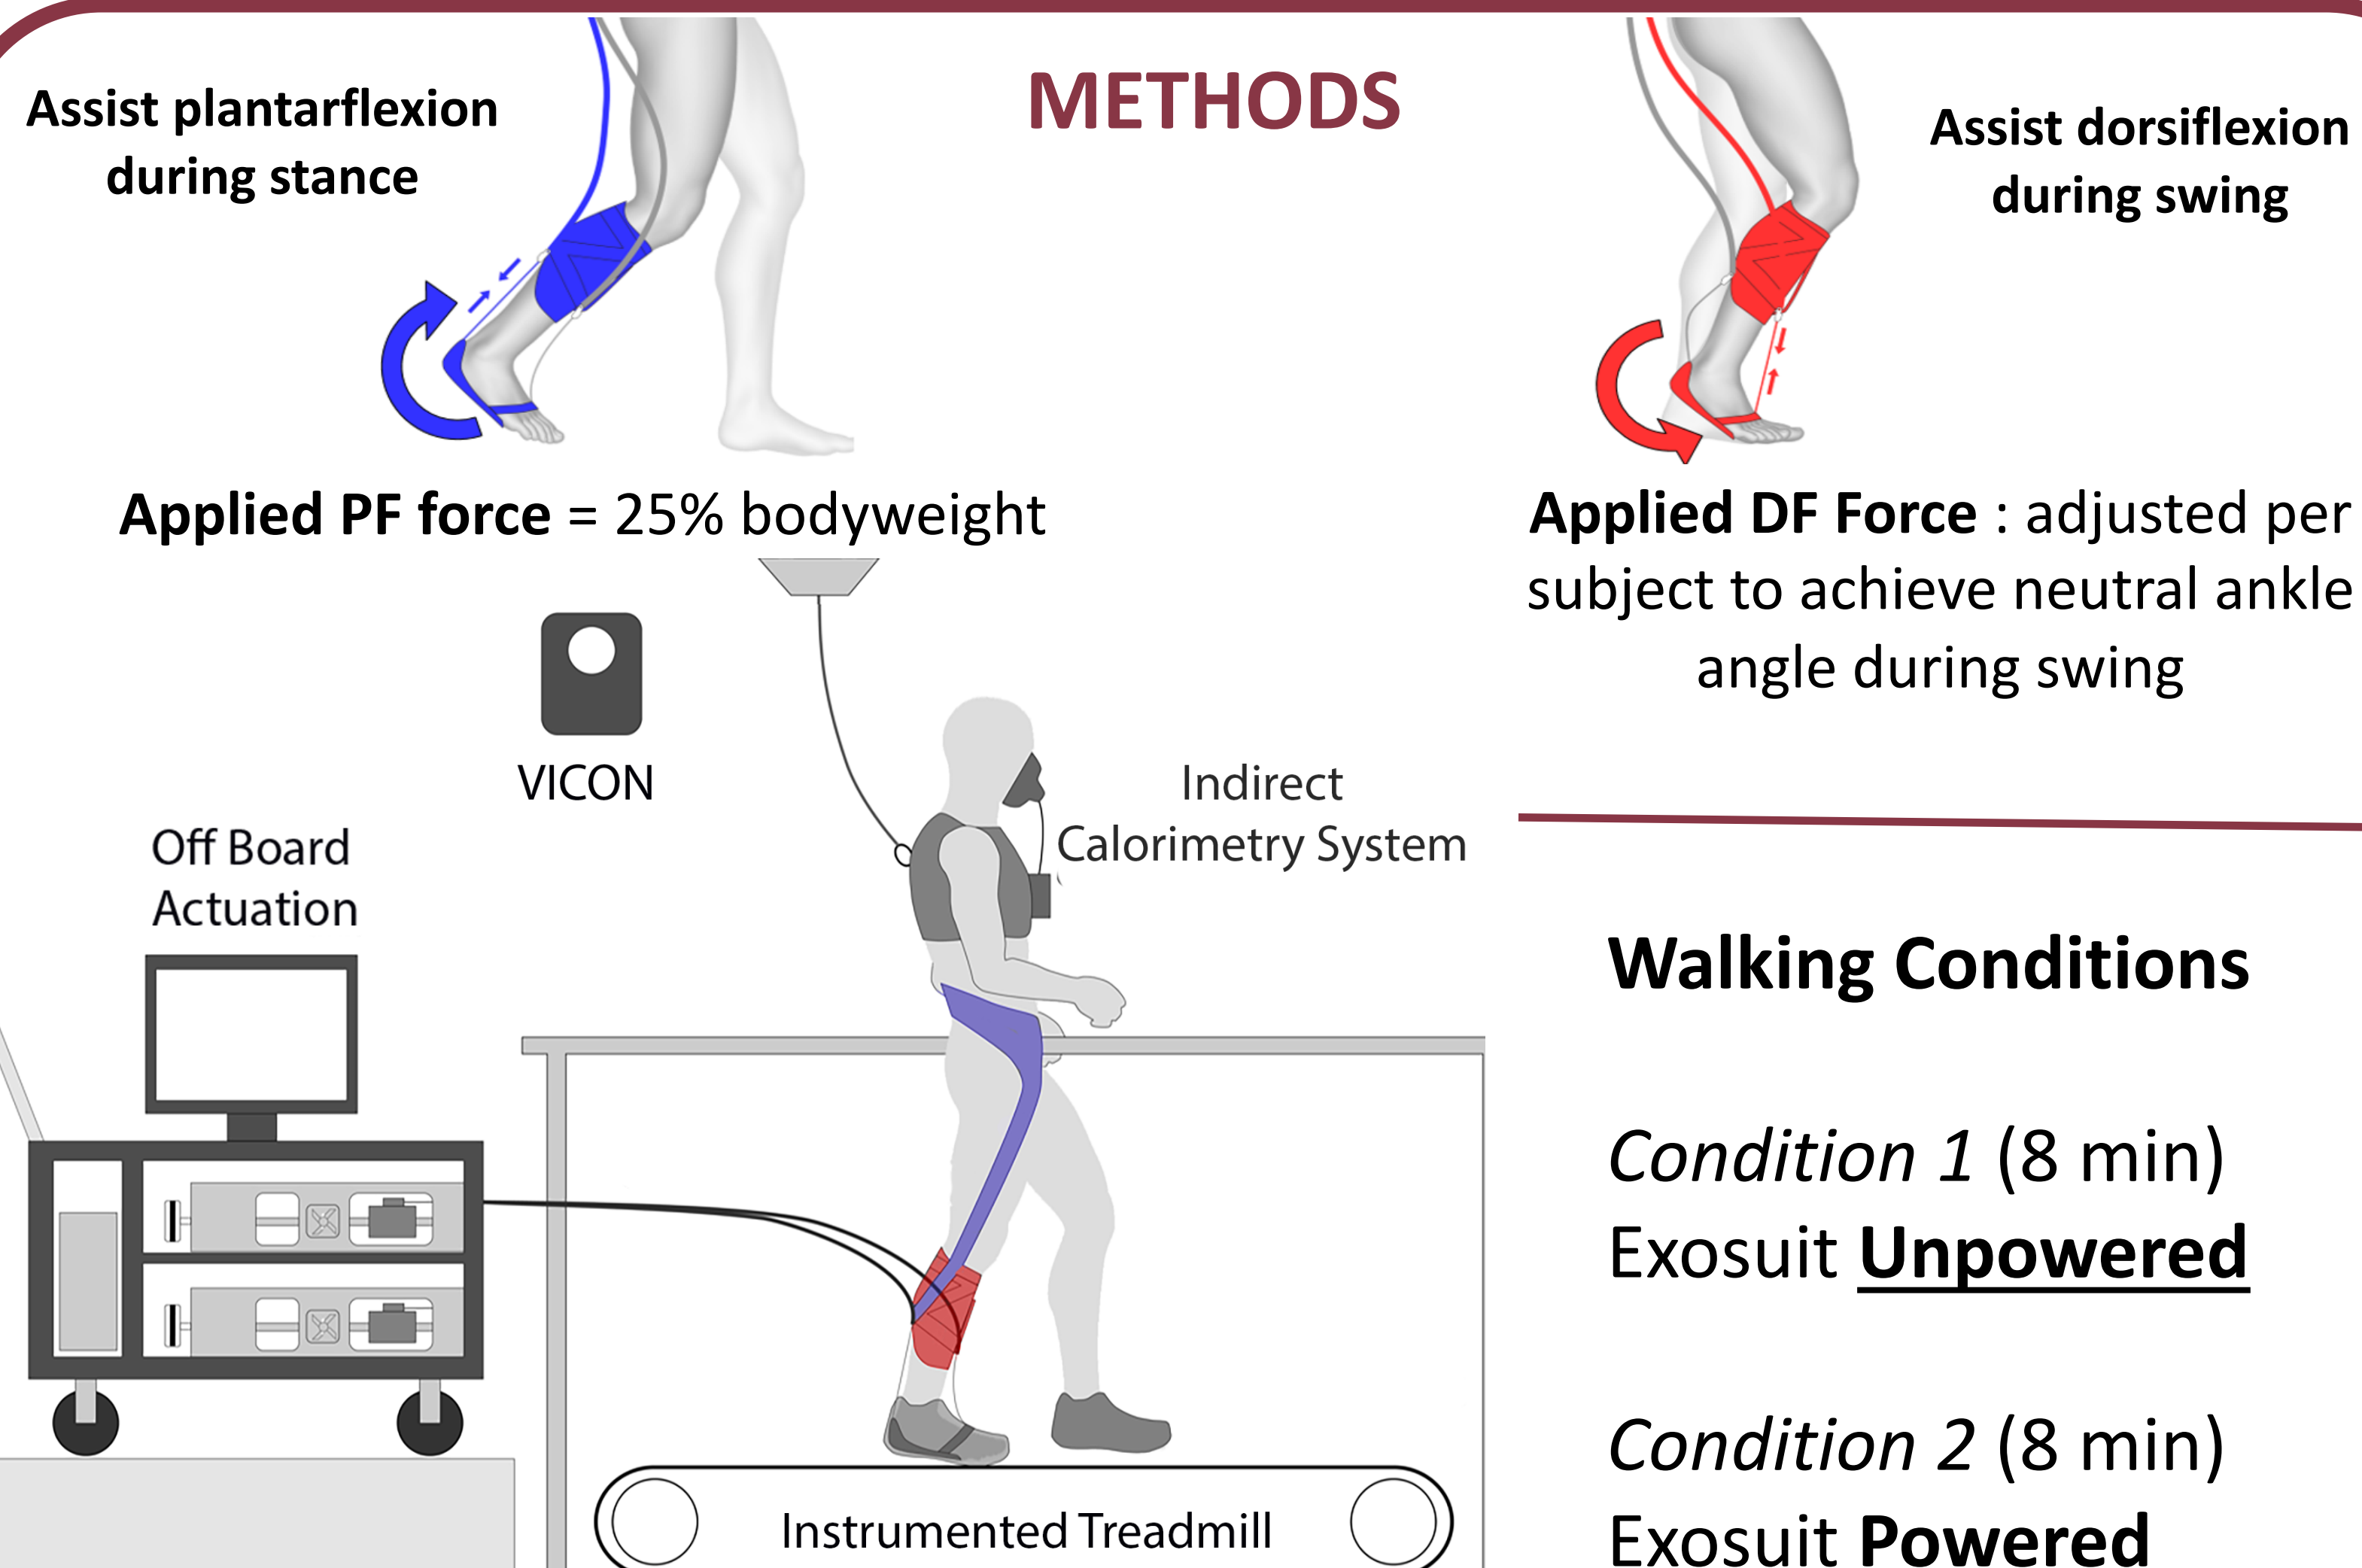 METHODS
Assist plantarflexion
during stance
Assist dorsiflexion
during swing
Applied PF force = 25% bodyweight
Applied DF Force : adjusted per
subject to achieve neutral ankle
angle during swing
VICON
Indirect
Calorimetry System
Off Board
Actuation
Instrumented Treadmill
Walking Conditions
Condition 1 (8 min)
Exosuit Unpowered
Condition 2 (8 min)
Exosuit Powered